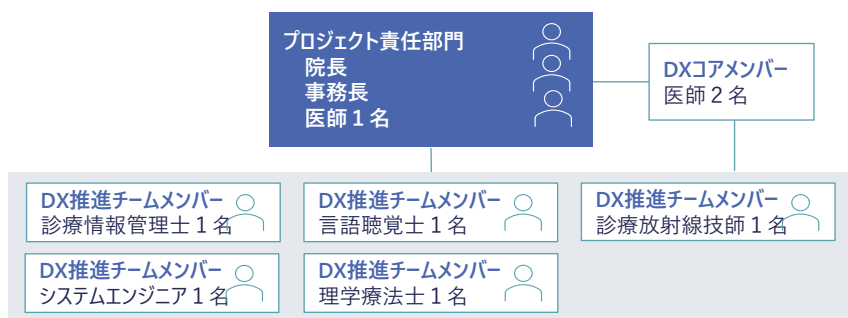 プロジェクト責任部門
院長
事務長
医師１名
DXコアメンバー
医師２名
DX推進チームメンバー
診療情報管理士１名
DX推進チームメンバー
言語聴覚士１名
DX推進チームメンバー
診療放射線技師１名
DX推進チームメンバー
システムエンジニア１名
DX推進チームメンバー
理学療法士１名